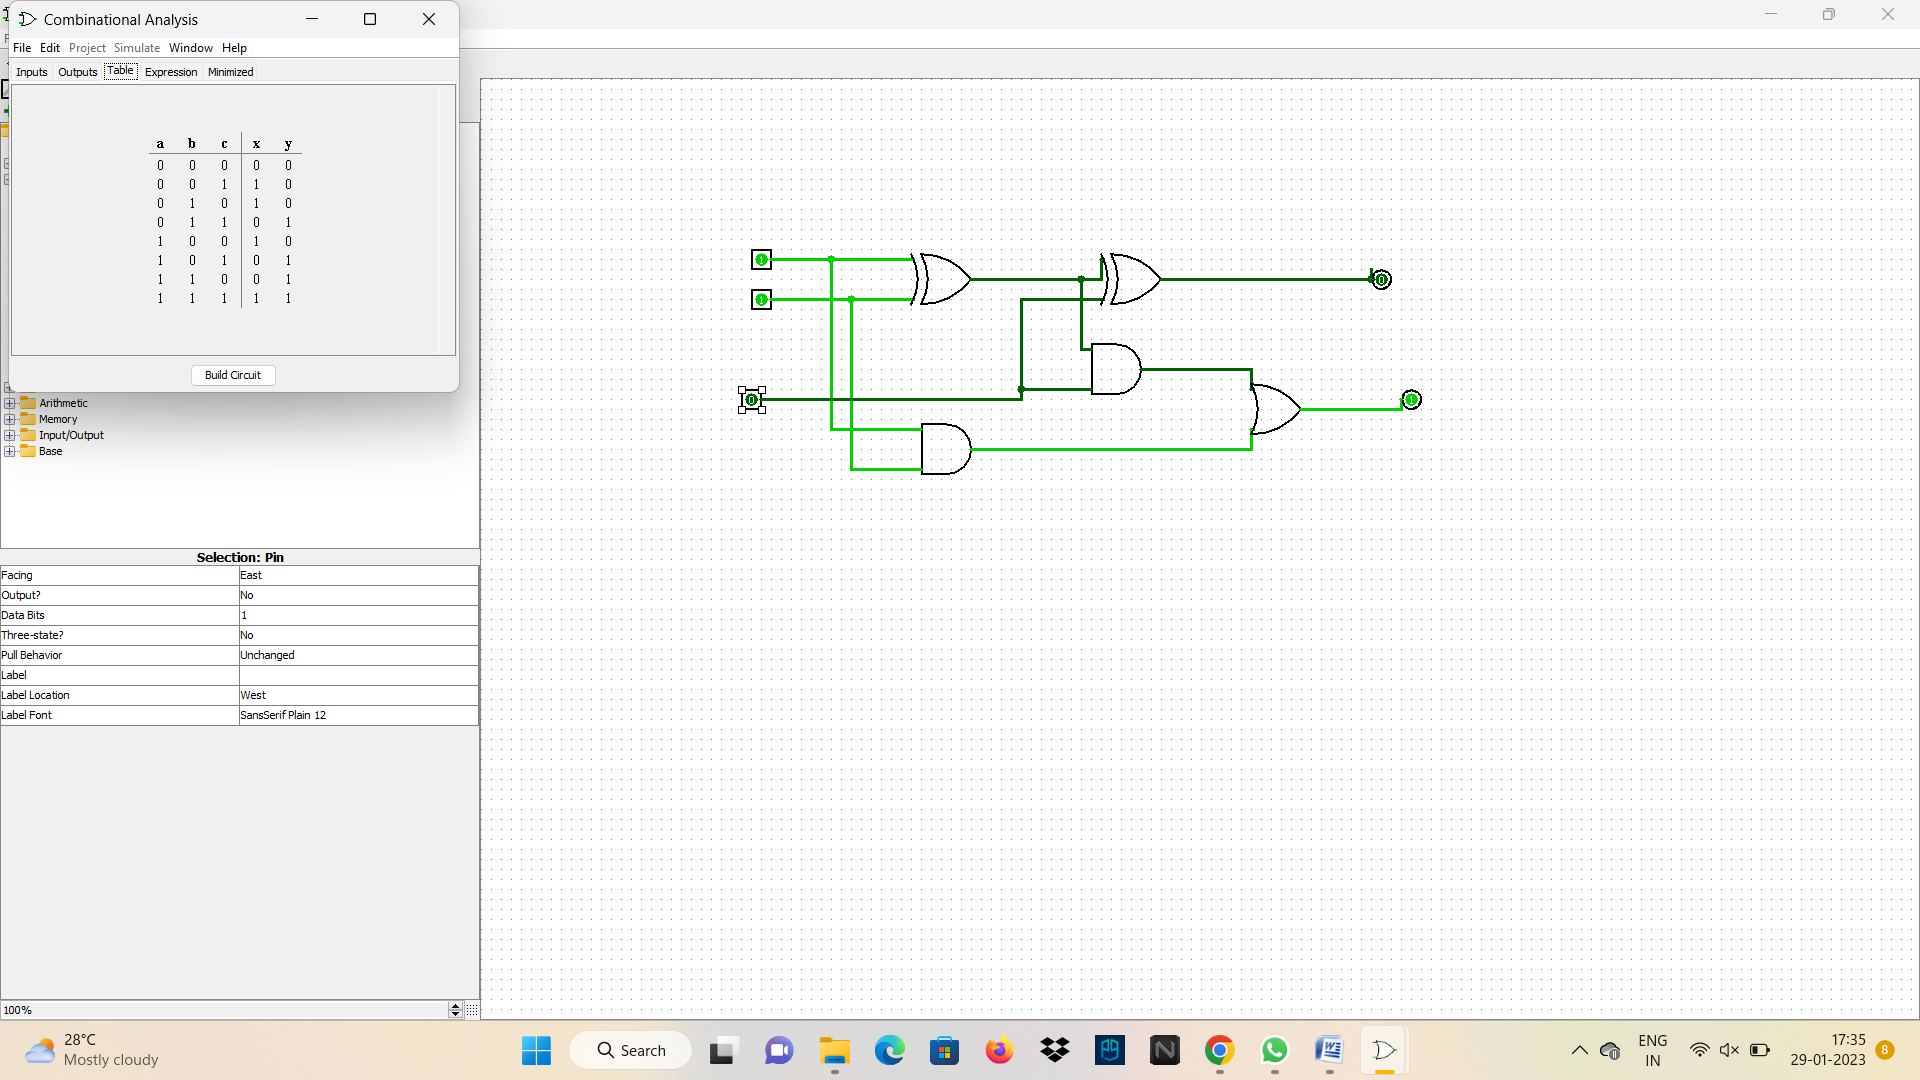 Combinational Analysis
File Edit Project Simulate Window Help
Inputs Outputs Table Expression Minimized
a b c x y
0 0 0 0 0
0 0 1 1 0
0 1 0 1 0
0 1 1 0 1
1 0 0 1 0
1 0 1 0 1
1 1 0 0 1
1 1 1 1 1
Build Circuit
Arithmetic
Memory
Input/Output
Base
Selection: Pin
Facing East
Output? No
Data Bits 1
Three-state? No
Pull Behavior Unchanged
Label
Label Location West
Label Font SansSerif Plain 12
100%
1
1
0
0
1
28°C
Mostly cloudy
Search
ENG
IN
17:35
29-01-2023
8